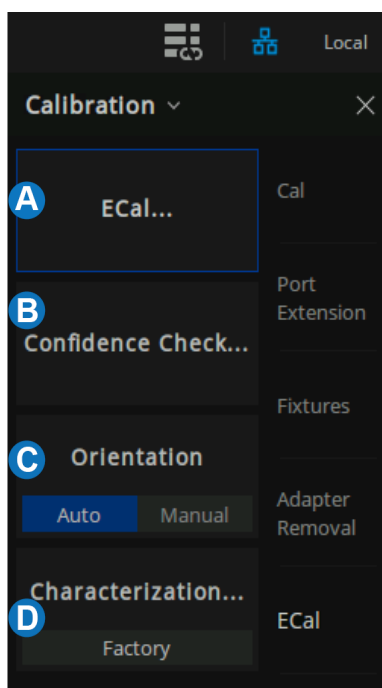 Local
Calibration
A
ECal...
Cal
B
Confidence Check...
Port
Extension
C
Orientation
Auto Manual
Fixtures
Adapter
Removal
D
Characterization...
Factory
ECal